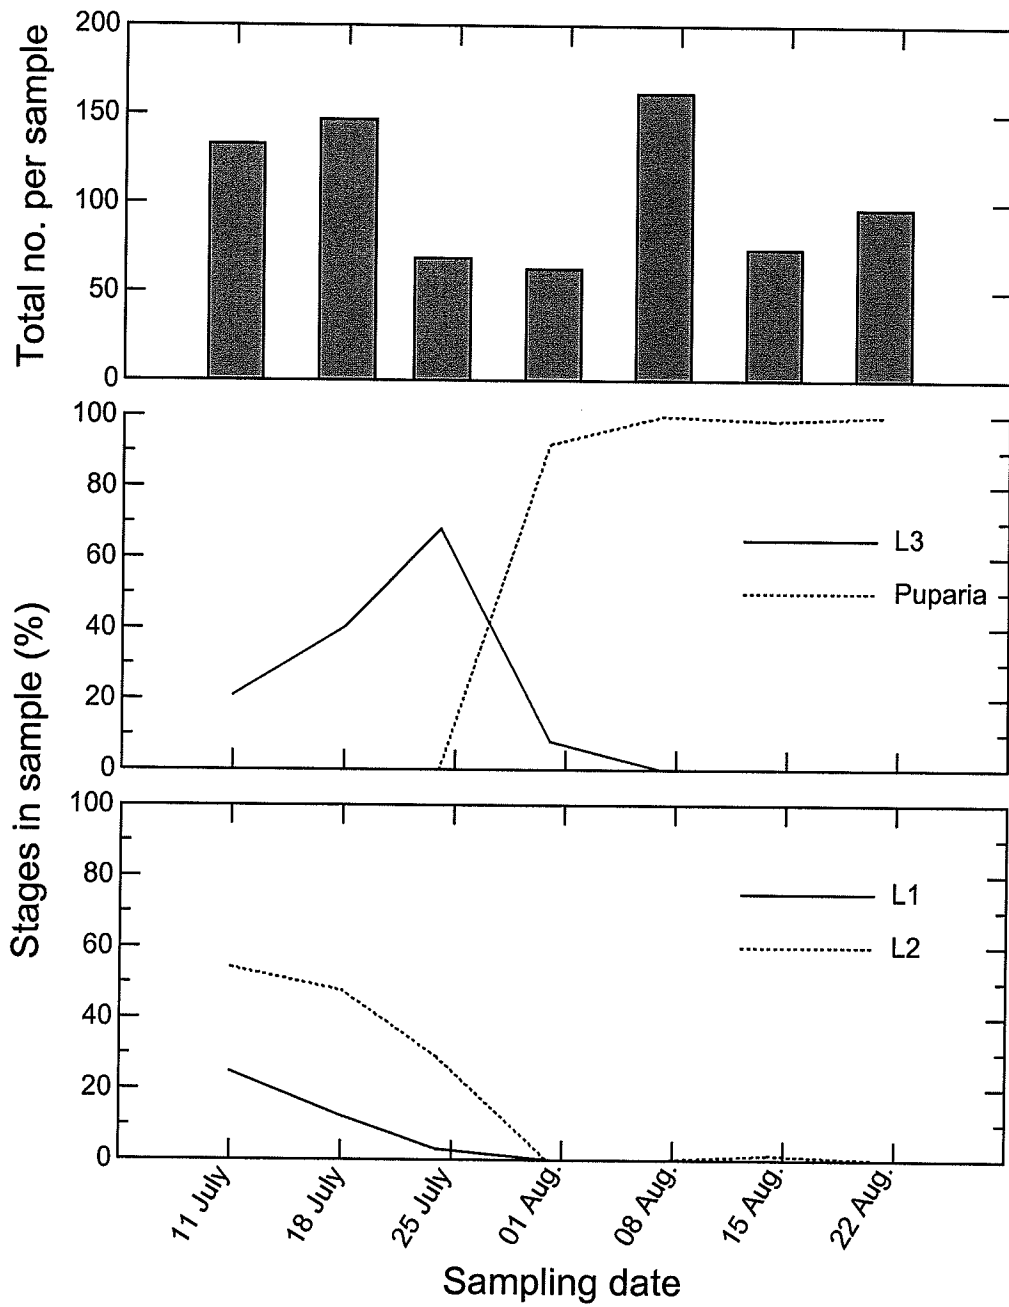 Total no. per sample
200
150
100
50
0
Stages in sample (%)
100
80
60
40
20
0
L3
Puparia
100
80
60
40
20
0
L1
L2
11 July
18 July
25 July
01 Aug.
08 Aug.
15 Aug.
22 Aug.
Sampling date